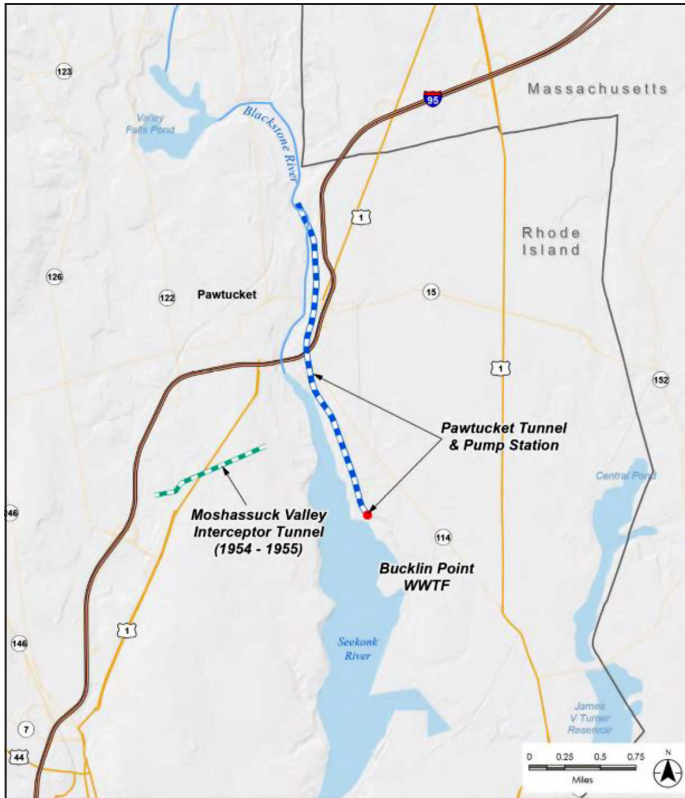 123
95
Massachusetts
Valley
Falls Pond
Blackstone River
1
Rhode
Island
126
122
Pawtucket
15
1
152
Pawtucket Tunnel
& Pump Station
Central Pond
Moshassuck Valley
Interceptor Tunnel
(1954 - 1955)
246
114
Bucklin Point
WWTF
1
146
Seekonk
River
James
V Turner
Reservoir
7
44
0 0.25 0.5 0.75
Miles
N